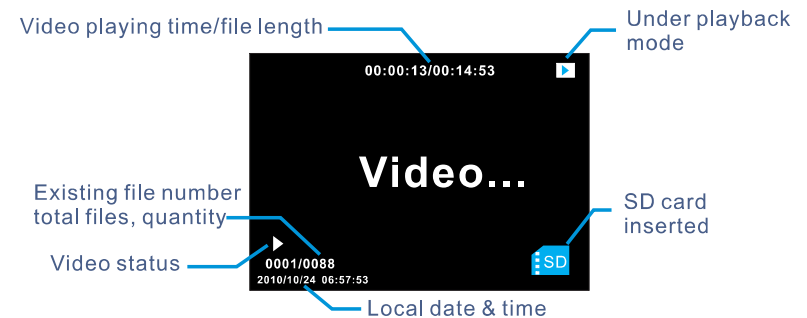 Video playing time/file length
Under playback
mode
00:00:13/00:14:53
Video...
Existing file number
total files, quantity
SD card
inserted
SD
Video status
0001/0088
2010/10/24 06:57:53
Local date & time